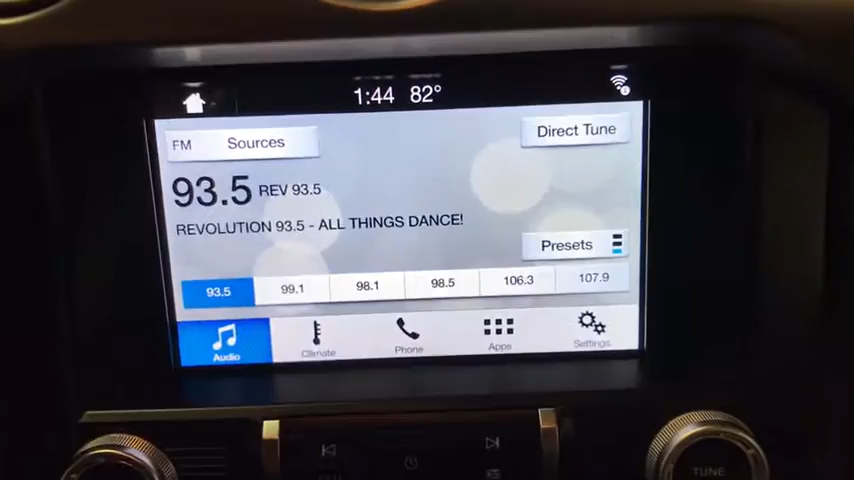 1:44 82°
FM Sources
Direct Tune
93.5 REV 93.5
REVOLUTION 93.5 - ALL THINGS DANCE!
Presets
93.5 99.1 98.1 98.5 106.3 107.9
Audio Climate Phone Apps Settings
TUNE